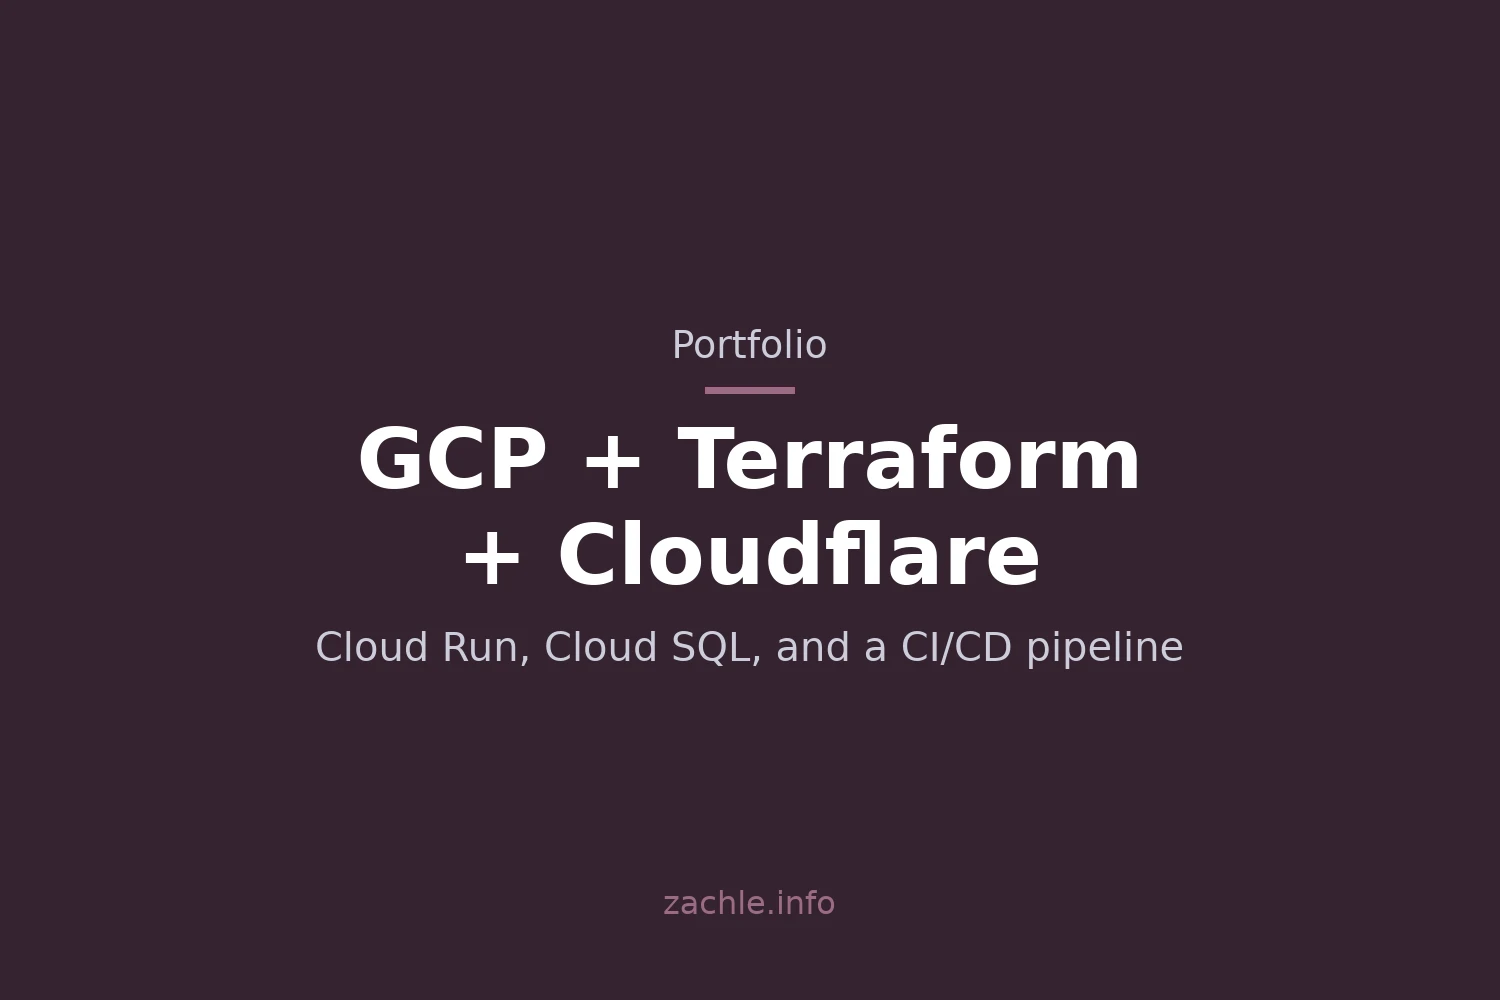 Portfolio
GCP + Terraform
+ Cloudflare
Cloud Run, Cloud SQL, and a CI/CD pipeline
zachle.info